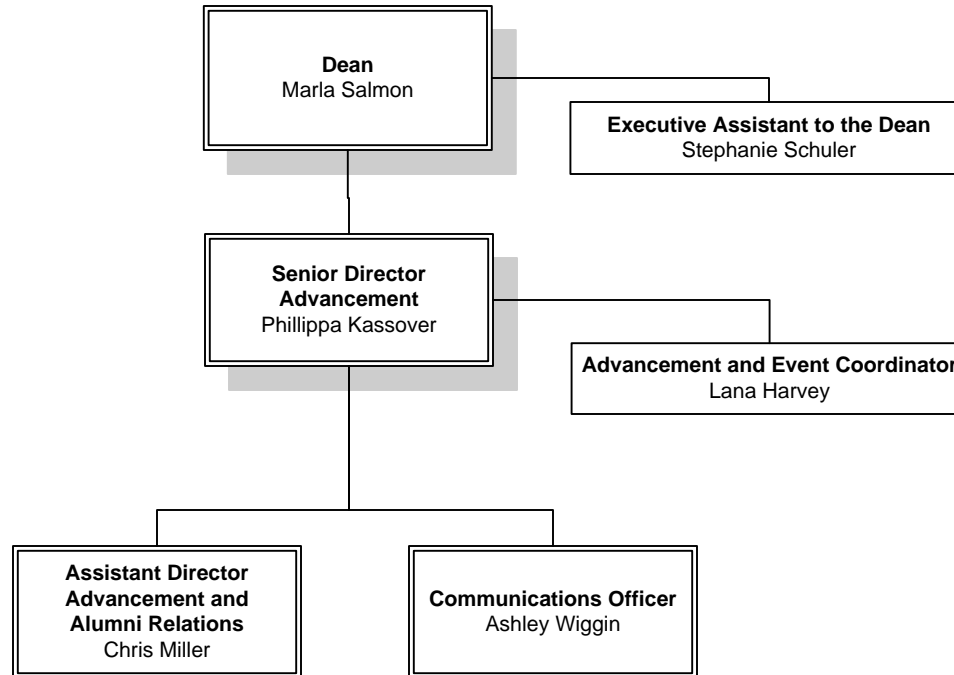 Dean
Marla Salmon
Executive Assistant to the Dean
Stephanie Schuler
Senior Director
Advancement
Phillippa Kassover
Advancement and Event Coordinator
Lana Harvey
Assistant Director
Advancement and
Alumni Relations
Chris Miller
Communications Officer
Ashley Wiggin